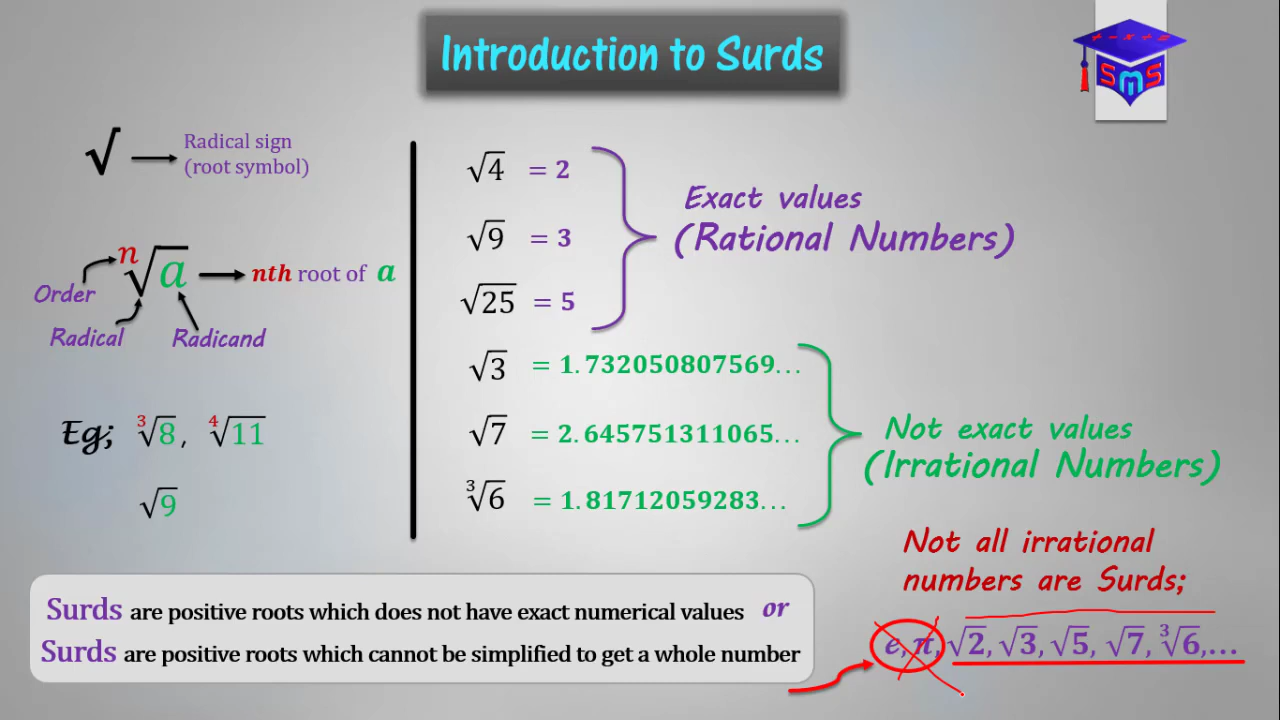 Introduction to Surds
+ − × ÷ =
SMS
√ → Radical sign
(root symbol)
ⁿ√a → nth root of a
Order
Radical
Radicand
Eg; ³√8, ⁴√11
√9
√4 = 2
√9 = 3
√25 = 5
Exact values
(Rational Numbers)
√3 = 1.732050807569...
√7 = 2.645751311065...
³√6 = 1.81712059283...
Not exact values
(Irrational Numbers)
Not all irrational
numbers are Surds;
e, π, √2, √3, √5, √7, ³√6,...
Surds are positive roots which does not have exact numerical values or
Surds are positive roots which cannot be simplified to get a whole number